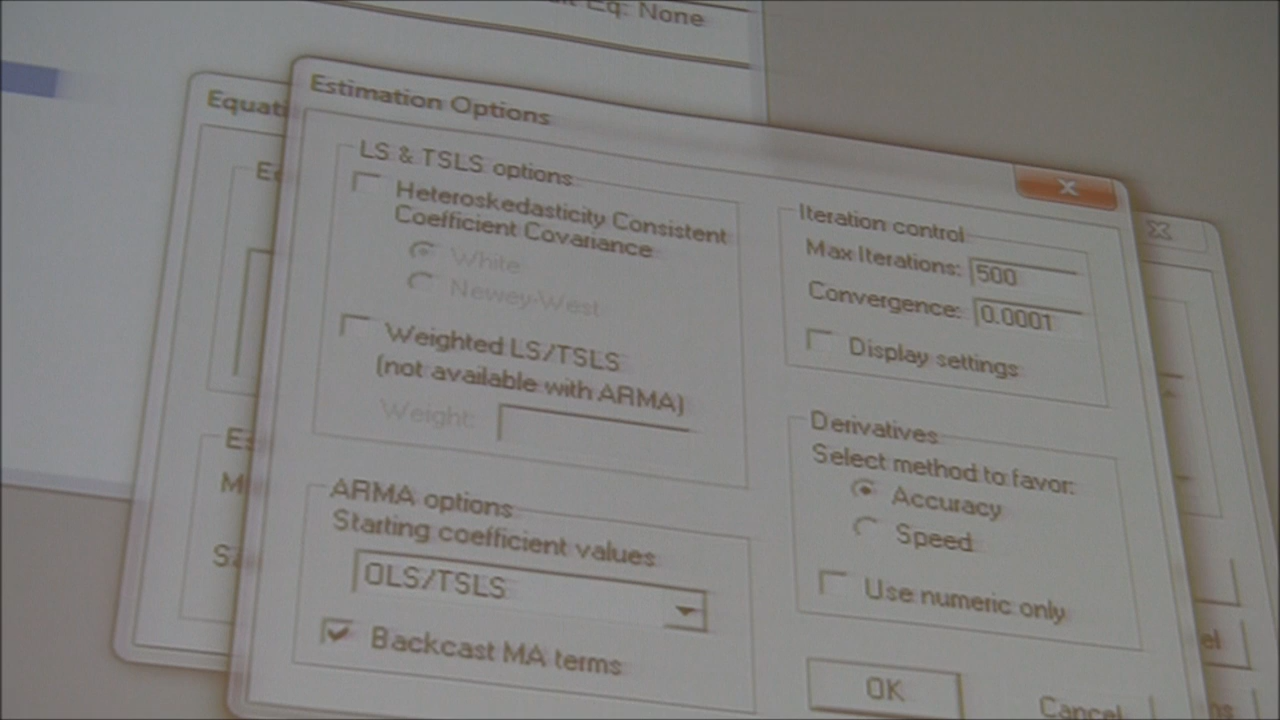 Eq: None
Estimation Options
LS & TSLS options
Heteroskedasticity Consistent
Coefficient Covariance
White
Newey-West
Weighted LS/TSLS
(not available with ARMA)
Weight:
ARMA options
Starting coefficient values
OLS/TSLS
Backcast MA terms
Iteration control
Max Iterations: 500
Convergence: 0.0001
Display settings
Derivatives
Select method to favor:
Accuracy
Speed
Use numeric only
OK
Cancel